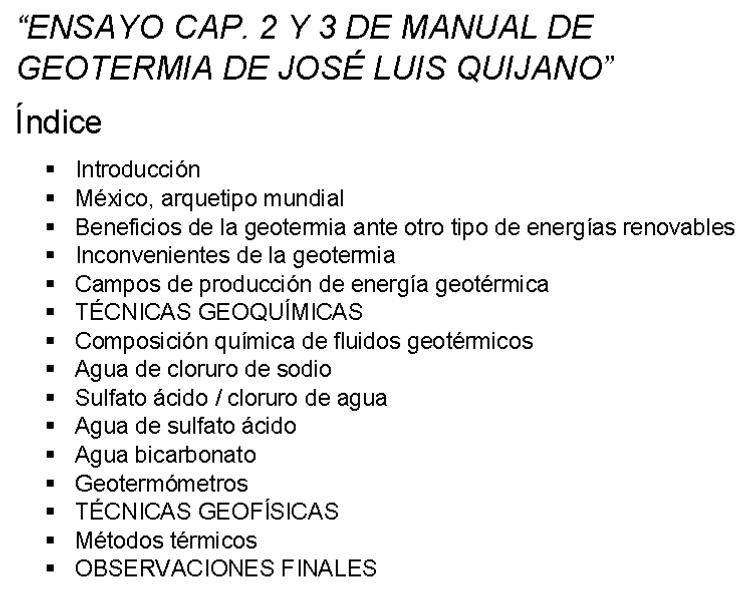 “ENSAYO CAP. 2 Y 3 DE MANUAL DE
GEOTERMIA DE JOSÉ LUIS QUIJANO”
Índice
▪ Introducción
▪ México, arquetipo mundial
▪ Beneficios de la geotermia ante otro tipo de energías renovables
▪ Inconvenientes de la geotermia
▪ Campos de producción de energía geotérmica
▪ TÉCNICAS GEOQUÍMICAS
▪ Composición química de fluidos geotérmicos
▪ Agua de cloruro de sodio
▪ Sulfato ácido / cloruro de agua
▪ Agua de sulfato ácido
▪ Agua bicarbonato
▪ Geotermómetros
▪ TÉCNICAS GEOFÍSICAS
▪ Métodos térmicos
▪ OBSERVACIONES FINALES